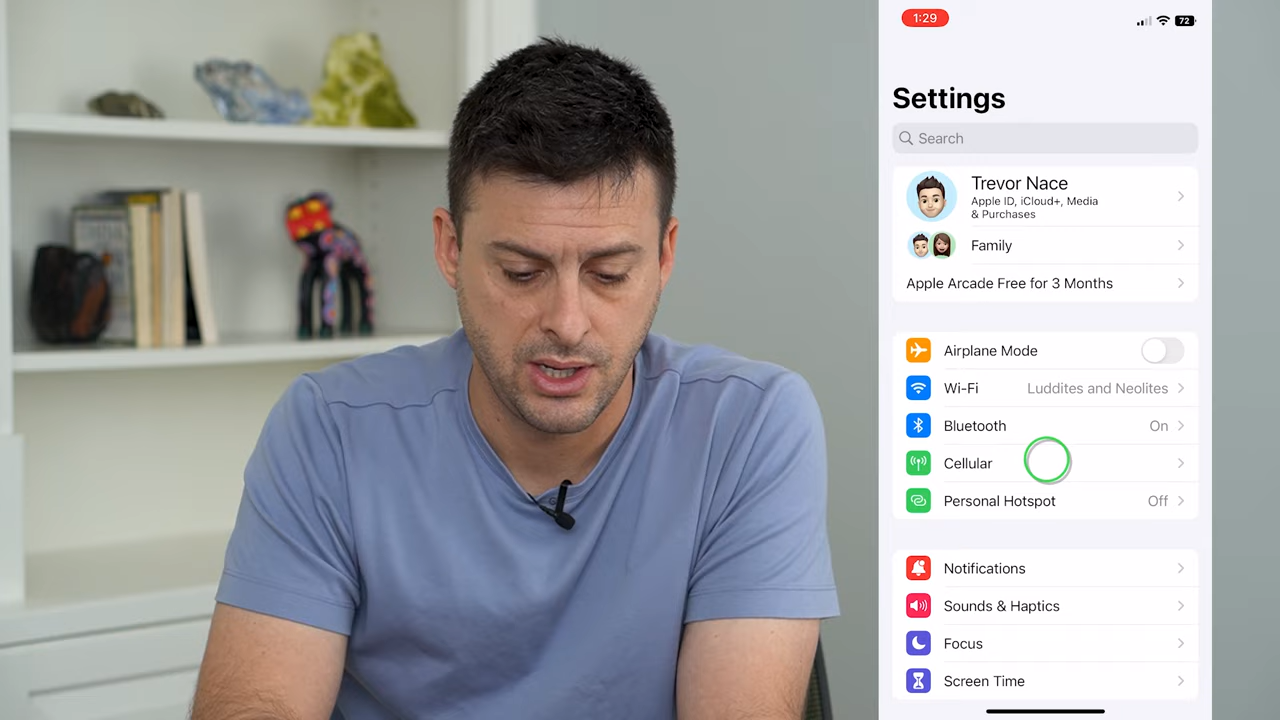 1:29
72
Settings
Search
Trevor Nace
Apple ID, iCloud+, Media
& Purchases
Family
Apple Arcade Free for 3 Months
Airplane Mode
Wi-Fi Luddites and Neolites
Bluetooth On
Cellular
Personal Hotspot Off
Notifications
Sounds & Haptics
Focus
Screen Time